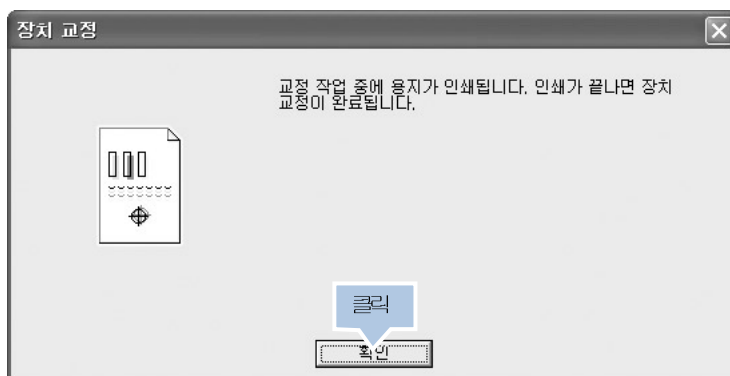 장치 교정
교정 작업 중에 용지가 인쇄됩니다. 인쇄가 끝나면 장치
교정이 완료됩니다.
클릭
확인